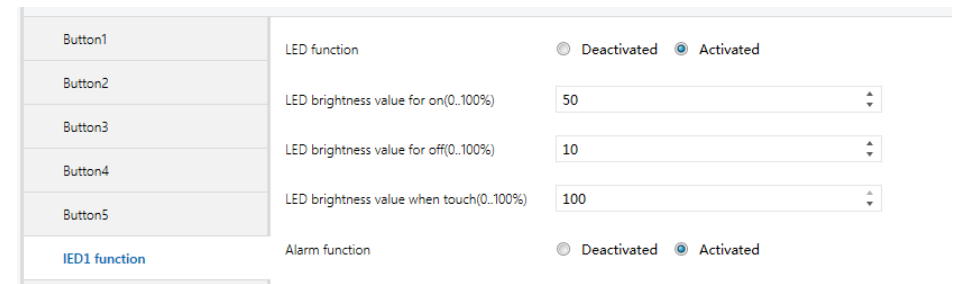 Button1
Button2
Button3
Button4
Button5
IED1 function
LED function Deactivated Activated
LED brightness value for on(0..100%) 50
LED brightness value for off(0..100%) 10
LED brightness value when touch(0..100%) 100
Alarm function Deactivated Activated